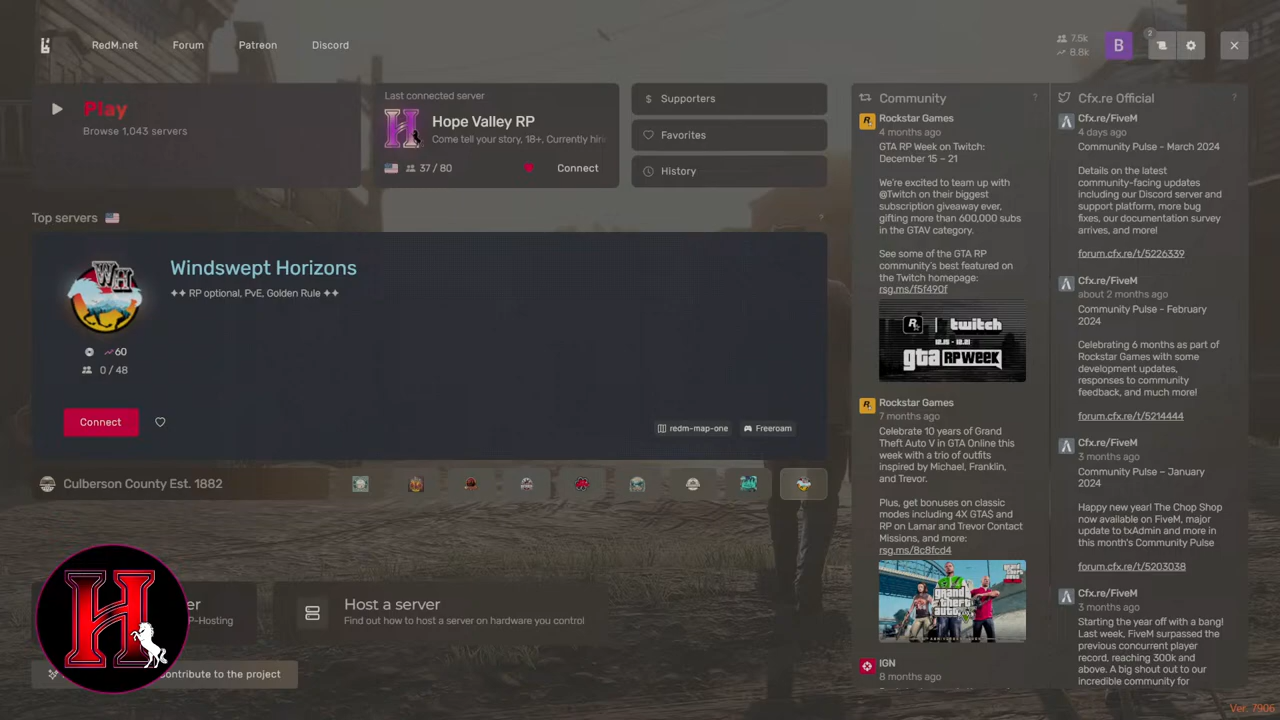 RedM.net
Forum
Patreon
Discord
7.5k
8.8k
B
2
Play
Browse 1,043 servers
Last connected server
Hope Valley RP
Come tell your story, 18+, Currently hirin
37 / 80
Connect
$ Supporters
Favorites
History
Top servers
?
WH
Windswept Horizons
✦✦ RP optional, PvE, Golden Rule ✦✦
60
0 / 48
Connect
redm-map-one
Freeroam
Culberson County Est. 1882
H
er
P-Hosting
Host a server
Find out how to host a server on hardware you control
ontribute to the project
Community
?
Rockstar Games
4 months ago
GTA RP Week on Twitch:
December 15 – 21
We're excited to team up with
@Twitch on their biggest
subscription giveaway ever,
gifting more than 600,000 subs
in the GTAV category.
See some of the GTA RP
community's best featured on
the Twitch homepage:
rsg.ms/f5f490f
R★ | twitch
12.15 - 12.21
gta RP WEEK
Rockstar Games
7 months ago
Celebrate 10 years of Grand
Theft Auto V in GTA Online this
week with a trio of outfits
inspired by Michael, Franklin,
and Trevor.
Plus, get bonuses on classic
modes including 4X GTA$ and
RP on Lamar and Trevor Contact
Missions, and more:
rsg.ms/8c8fcd4
grand
theft
auto
IGN
8 months ago
Cfx.re Official
?
Cfx.re/FiveM
4 days ago
Community Pulse - March 2024
Details on the latest
community-facing updates
including our Discord server and
support platform, more bug
fixes, our documentation survey
arrives, and more!
forum.cfx.re/t/5226339
Cfx.re/FiveM
about 2 months ago
Community Pulse - February
2024
Celebrating 6 months as part of
Rockstar Games with some
development updates,
responses to community
feedback, and much more!
forum.cfx.re/t/5214444
Cfx.re/FiveM
3 months ago
Community Pulse – January
2024
Happy new year! The Chop Shop
now available on FiveM, major
update to txAdmin and more in
this month's Community Pulse
forum.cfx.re/t/5203038
Cfx.re/FiveM
3 months ago
Starting the year off with a bang!
Last week, FiveM surpassed the
previous concurrent player
record, reaching 300k and
above. A big shout out to our
incredible community for
Ver. 7906